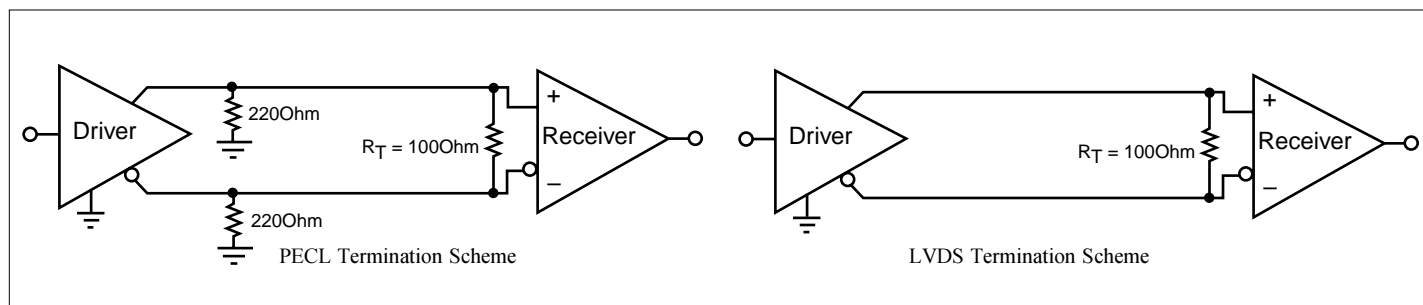 Driver
220Ohm
R_T = 100Ohm
+
Receiver
−
220Ohm
PECL Termination Scheme
Driver
R_T = 100Ohm
+
Receiver
−
LVDS Termination Scheme